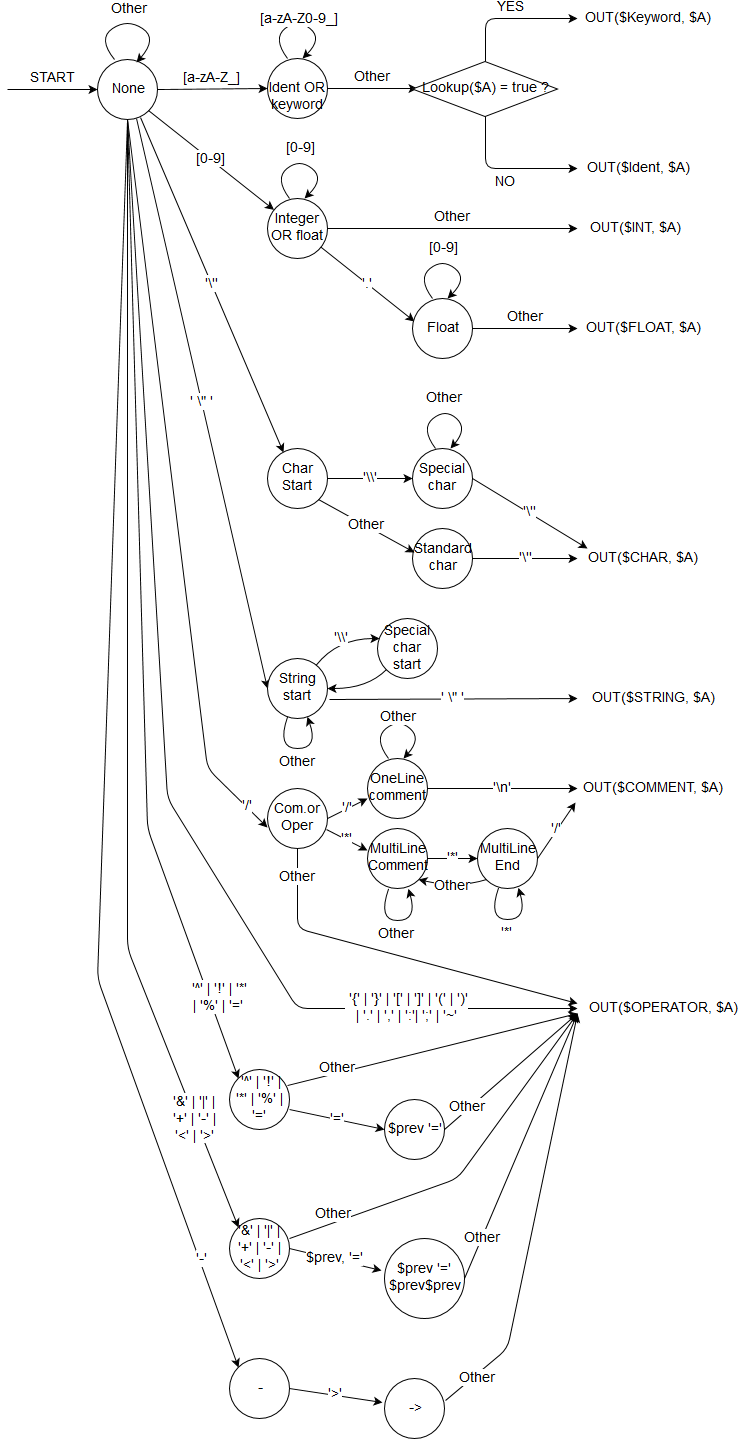 Other
START
None
[a-zA-Z_]
[a-zA-Z0-9_]
Ident OR
keyword
Other
Lookup($A) = true ?
YES
OUT($Keyword, $A)
NO
OUT($Ident, $A)
[0-9]
[0-9]
Integer
OR float
Other
OUT($INT, $A)
'.'
[0-9]
Float
Other
OUT($FLOAT, $A)
'\''
' \" '
Char
Start
'\\'
Other
Special
char
'\''
Other
Standard
char
'\''
OUT($CHAR, $A)
String
start
'\\'
Special
char
start
' \" '
OUT($STRING, $A)
Other
'/'
Com.or
Oper
'/'
Other
OneLine
comment
'\n'
OUT($COMMENT, $A)
'*'
MultiLine
Comment
'*'
MultiLine
End
'/'
Other
Other
'*'
Other
'^' | '!' | '*'
| '%' | '='
'{' | '}' | '[' | ']' | '(' | ')'
| '.' | ',' | ':'| ';' | '~'
OUT($OPERATOR, $A)
'^' | '!' |
'*' | '%' |
'='
Other
'='
$prev '='
Other
'&' | '|' |
'+' | '-' |
'<' | '>'
'&' | '|' |
'+' | '-' |
'<' | '>'
Other
$prev, '='
$prev '='
$prev$prev
Other
'-'
-
'>'
->
Other